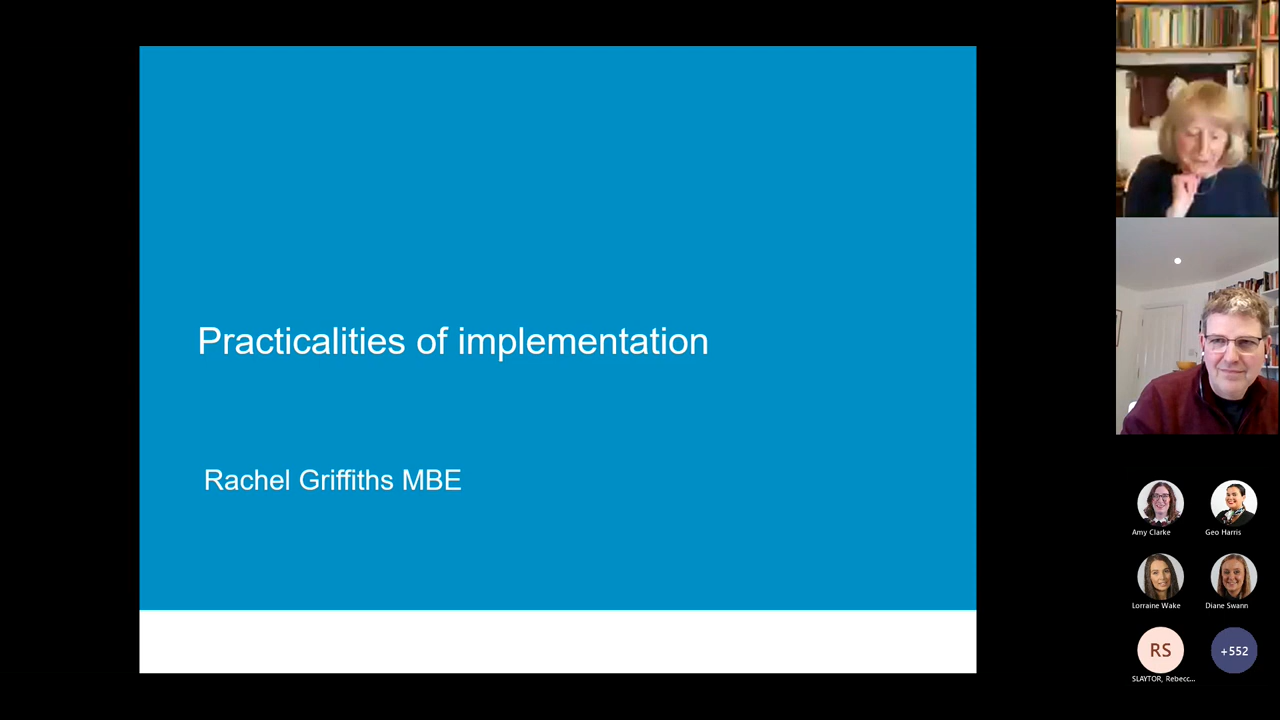 Practicalities of implementation
Rachel Griffiths MBE
Amy Clarke
Geo Harris
Lorraine Wake
Diane Swann
RS
+552
SLAYTOR, Rebecc...